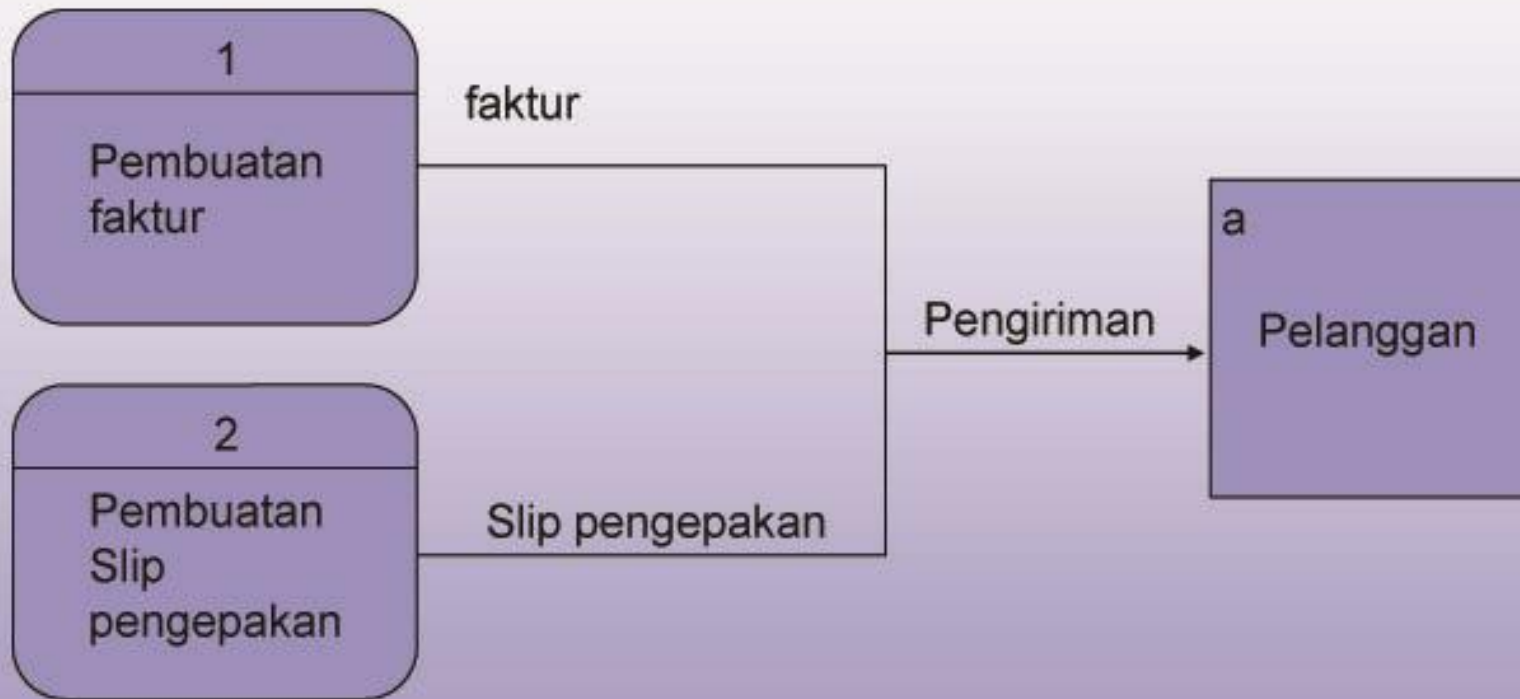 1
Pembuatan
faktur
faktur
2
Pembuatan
Slip
pengepakan
Slip pengepakan
Pengiriman
a
Pelanggan